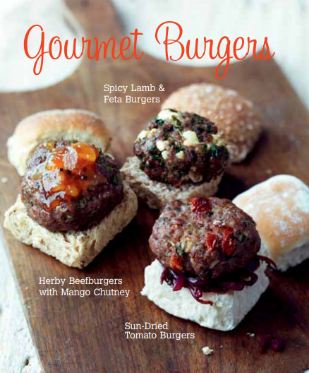 Gourmet Burgers
Spicy Lamb &
Feta Burgers
Herby Beefburgers
with Mango Chutney
Sun-Dried
Tomato Burgers